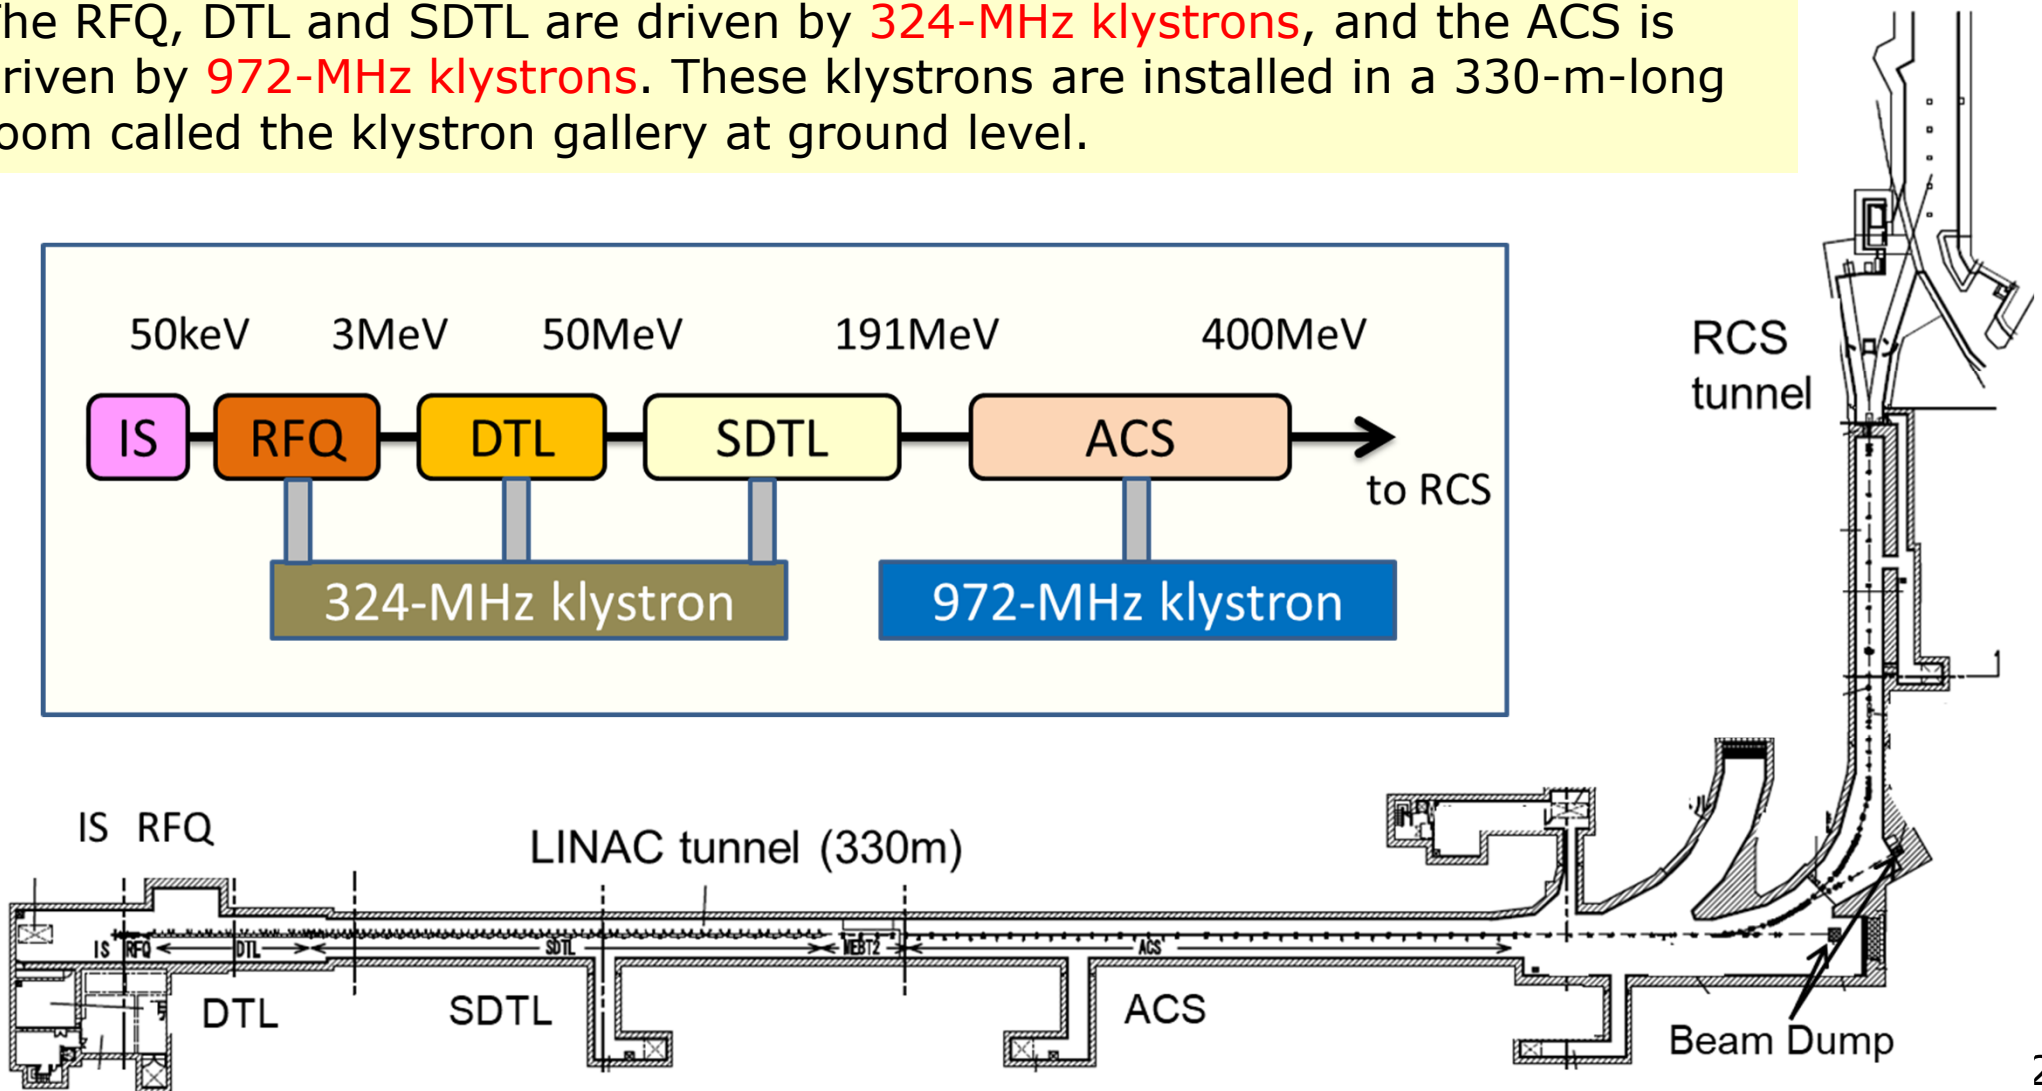 he RFQ, DTL and SDTL are driven by 324-MHz klystrons, and the ACS is
riven by 972-MHz klystrons. These klystrons are installed in a 330-m-long
oom called the klystron gallery at ground level.
50keV 3MeV 50MeV 191MeV 400MeV
IS RFQ DTL SDTL ACS
to RCS
324-MHz klystron 972-MHz klystron
RCS
tunnel
IS RFQ
LINAC tunnel (330m)
IS RFQ DTL SDTL MEBT2 ACS
DTL SDTL ACS
Beam Dump
2